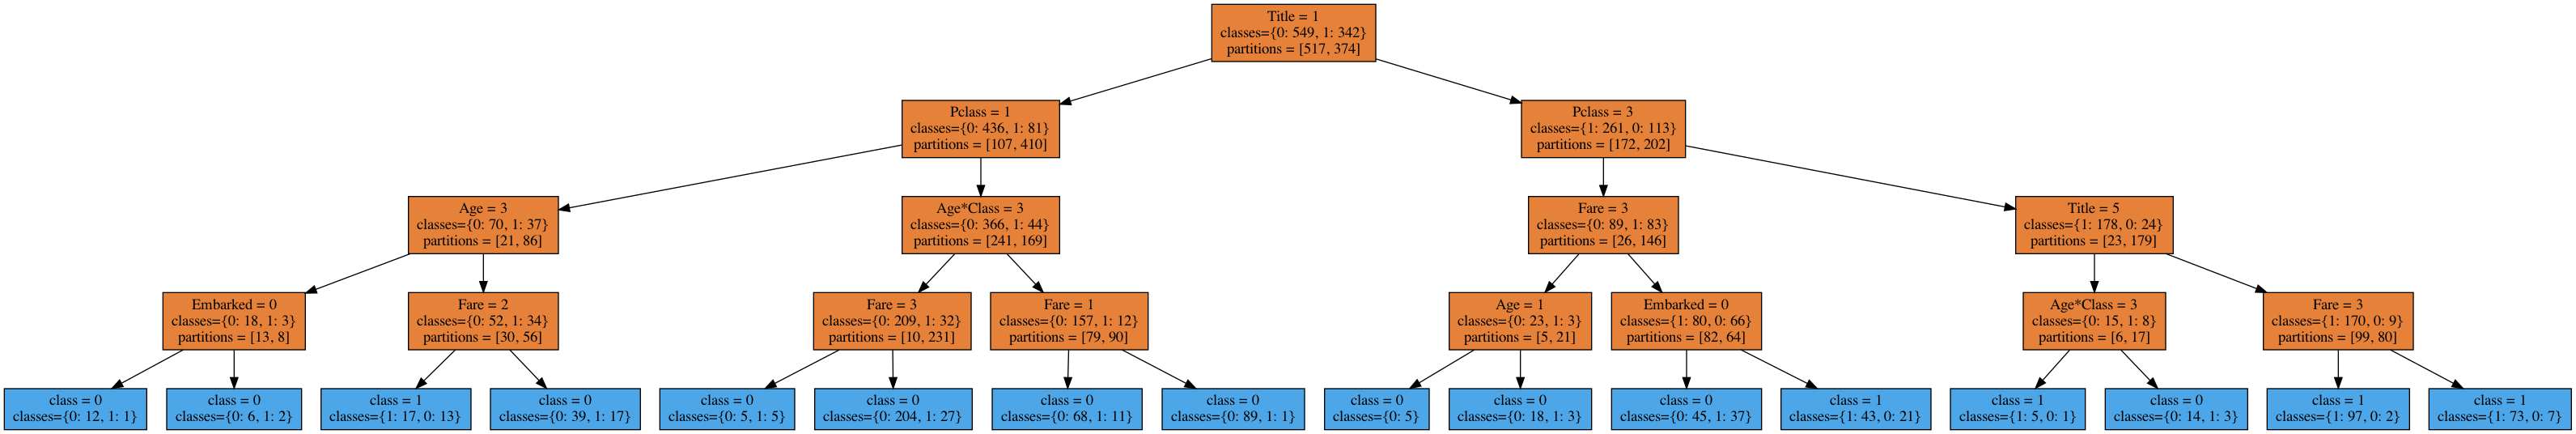 Title = 1
classes={0: 549, 1: 342}
partitions = [517, 374]
Pclass = 1
classes={0: 436, 1: 81}
partitions = [107, 410]
Pclass = 3
classes={1: 261, 0: 113}
partitions = [172, 202]
Age = 3
classes={0: 70, 1: 37}
partitions = [21, 86]
Age*Class = 3
classes={0: 366, 1: 44}
partitions = [241, 169]
Fare = 3
classes={0: 89, 1: 83}
partitions = [26, 146]
Title = 5
classes={1: 178, 0: 24}
partitions = [23, 179]
Embarked = 0
classes={0: 18, 1: 3}
partitions = [13, 8]
Fare = 2
classes={0: 52, 1: 34}
partitions = [30, 56]
Fare = 3
classes={0: 209, 1: 32}
partitions = [10, 231]
Fare = 1
classes={0: 157, 1: 12}
partitions = [79, 90]
Age = 1
classes={0: 23, 1: 3}
partitions = [5, 21]
Embarked = 0
classes={1: 80, 0: 66}
partitions = [82, 64]
Age*Class = 3
classes={0: 15, 1: 8}
partitions = [6, 17]
Fare = 3
classes={1: 170, 0: 9}
partitions = [99, 80]
class = 0
classes={0: 12, 1: 1}
class = 0
classes={0: 6, 1: 2}
class = 1
classes={1: 17, 0: 13}
class = 0
classes={0: 39, 1: 17}
class = 0
classes={0: 5, 1: 5}
class = 0
classes={0: 204, 1: 27}
class = 0
classes={0: 68, 1: 11}
class = 0
classes={0: 89, 1: 1}
class = 0
classes={0: 5}
class = 0
classes={0: 18, 1: 3}
class = 0
classes={0: 45, 1: 37}
class = 1
classes={1: 43, 0: 21}
class = 1
classes={1: 5, 0: 1}
class = 0
classes={0: 14, 1: 3}
class = 1
classes={1: 97, 0: 2}
class = 1
classes={1: 73, 0: 7}